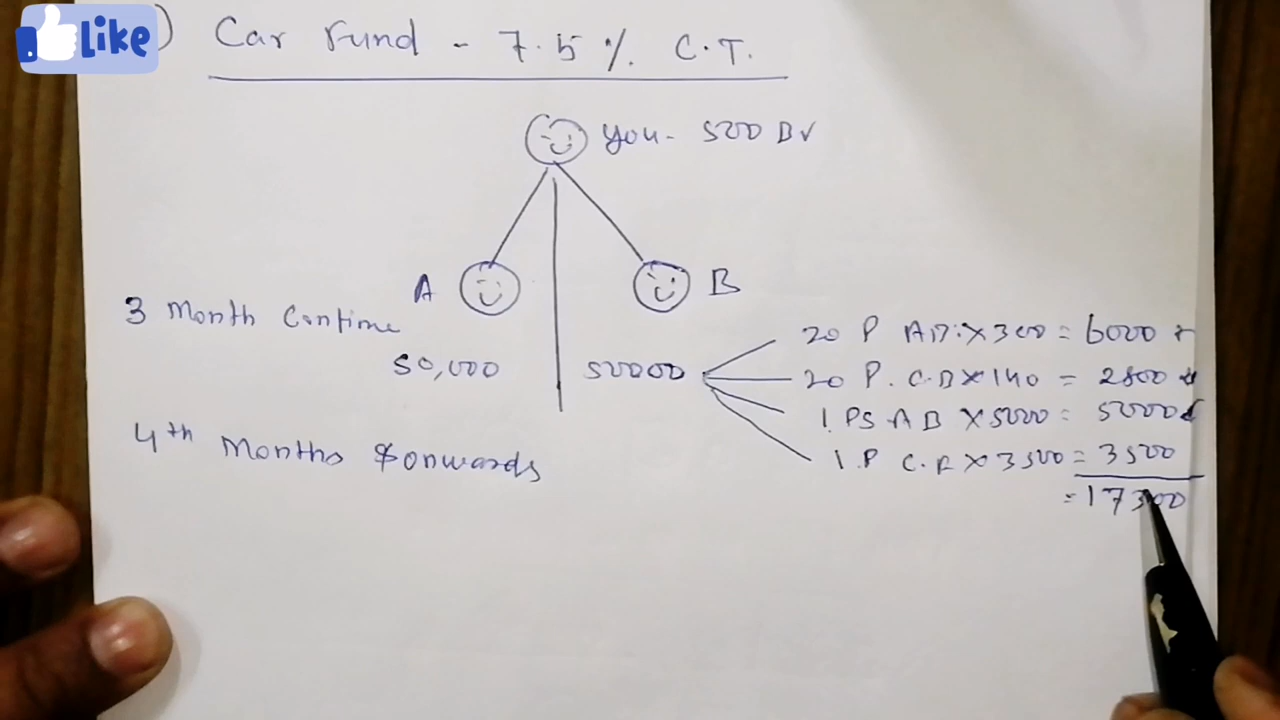 Like
) Car Fund - 7.5 % C.T.
You - 500 BV
A
B
3 Month Continue
50,000
50000
20 P A.B. X 300 = 6000
20 P. C.B X 140 = 2800
1. PS A B X 5000 = 5000
1. P C.F X 3500 = 3500
= 17300
4th Months onwards